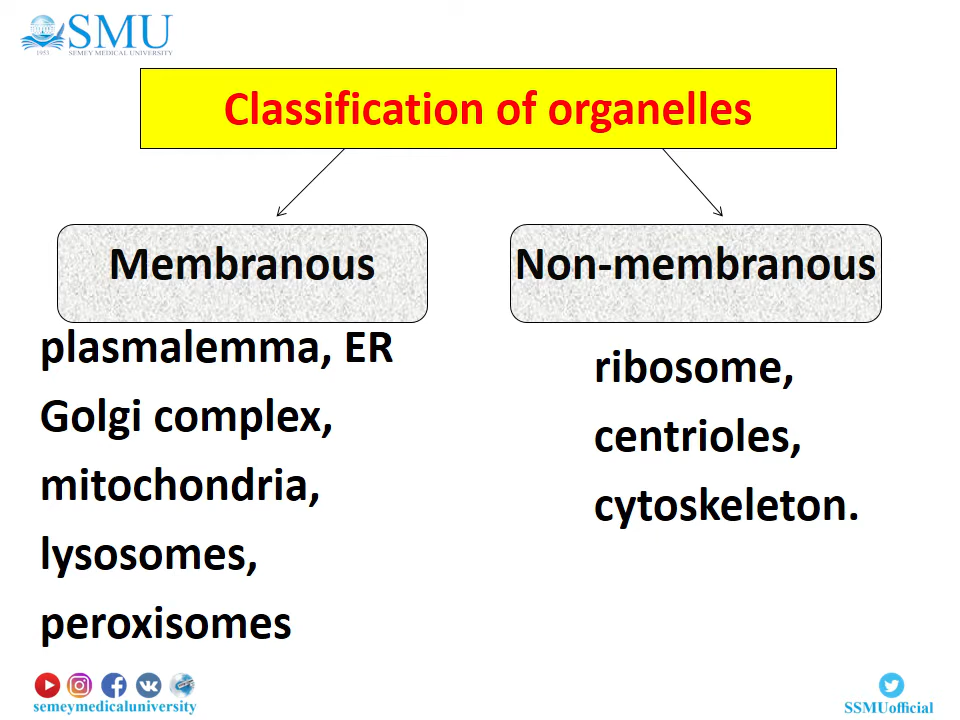 SMU
1953
SEMEY MEDICAL UNIVERSITY
Classification of organelles
Membranous
Non-membranous
plasmalemma, ER
Golgi complex,
mitochondria,
lysosomes,
peroxisomes
ribosome,
centrioles,
cytoskeleton.
semeymedicaluniversity
SSMUofficial